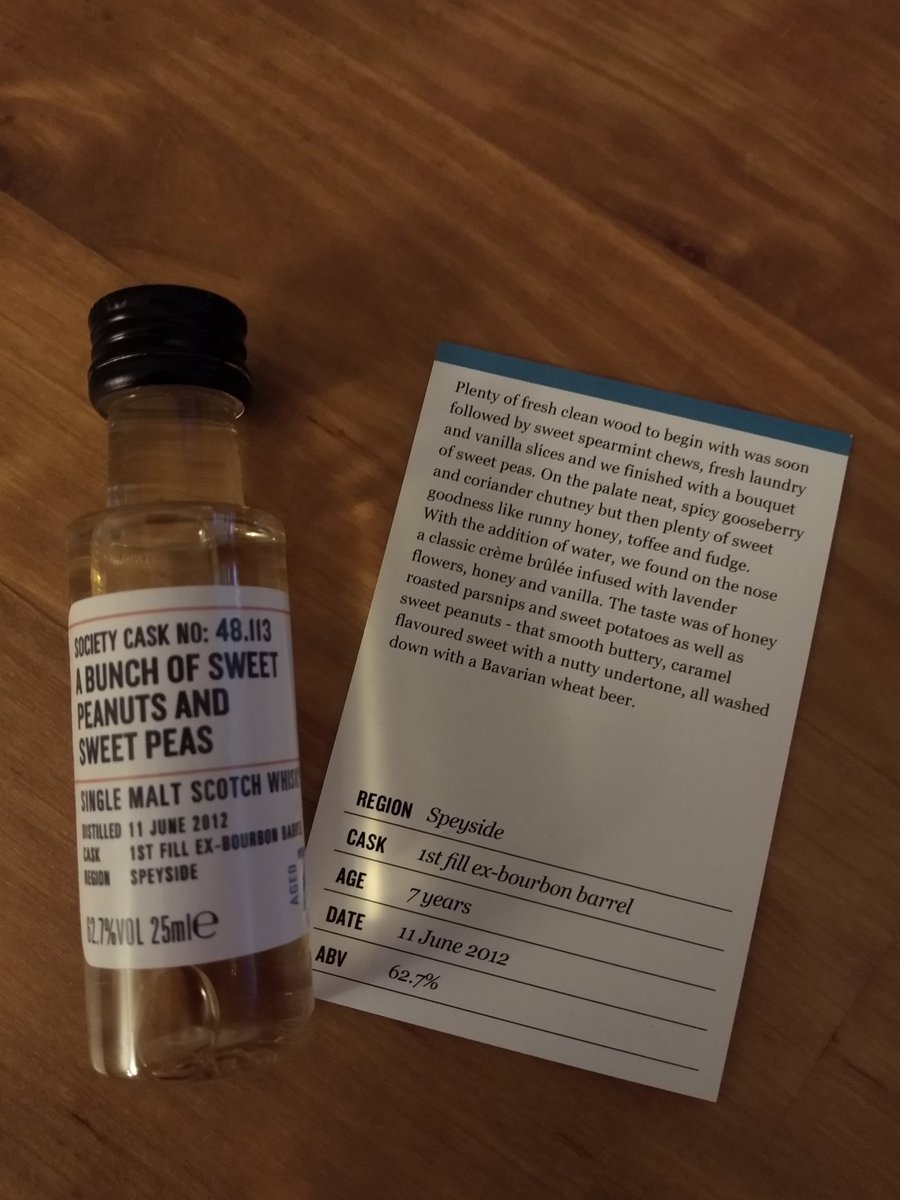 SOCIETY CASK NO: 48.113
A BUNCH OF SWEET
PEANUTS AND
SWEET PEAS
SINGLE MALT SCOTCH
DISTILLED 11 JUNE 2012
CASK 1ST FILL EX-BOURBON
REGION SPEYSIDE
AGED
62.7%VOL 25ml℮
Plenty of fresh clean wood to begin with was soon
followed by sweet spearmint chews, fresh laundry
and vanilla slices and we finished with a bouquet
of sweet peas. On the palate neat, spicy gooseberry
and coriander chutney but then plenty of sweet
goodness like runny honey, toffee and fudge.
With the addition of water, we found on the nose
a classic crème brûlée infused with lavender
flowers, honey and vanilla. The taste was of honey
roasted parsnips and sweet potatoes as well as
sweet peanuts - that smooth buttery, caramel
flavoured sweet with a nutty undertone, all washed
down with a Bavarian wheat beer.
REGION Speyside
CASK 1st fill ex-bourbon barrel
AGE 7 years
DATE 11 June 2012
ABV 62.7%